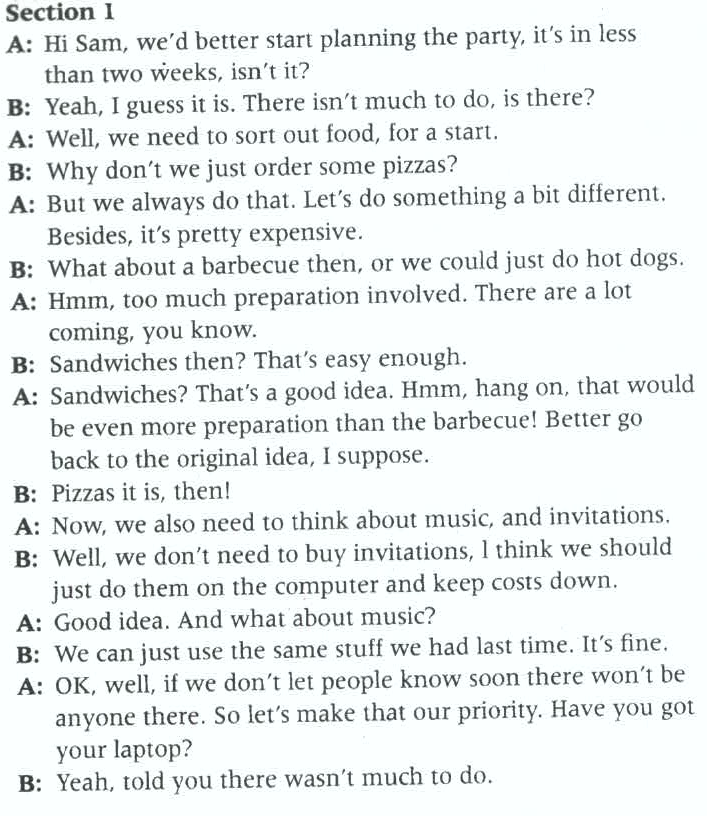 Section 1
A: Hi Sam, we'd better start planning the party, it's in less
than two weeks, isn't it?
B: Yeah, I guess it is. There isn't much to do, is there?
A: Well, we need to sort out food, for a start.
B: Why don't we just order some pizzas?
A: But we always do that. Let's do something a bit different.
Besides, it's pretty expensive.
B: What about a barbecue then, or we could just do hot dogs.
A: Hmm, too much preparation involved. There are a lot
coming, you know.
B: Sandwiches then? That's easy enough.
A: Sandwiches? That's a good idea. Hmm, hang on, that would
be even more preparation than the barbecue! Better go
back to the original idea, I suppose.
B: Pizzas it is, then!
A: Now, we also need to think about music, and invitations.
B: Well, we don't need to buy invitations, I think we should
just do them on the computer and keep costs down.
A: Good idea. And what about music?
B: We can just use the same stuff we had last time. It's fine.
A: OK, well, if we don't let people know soon there won't be
anyone there. So let's make that our priority. Have you got
your laptop?
B: Yeah, told you there wasn't much to do.